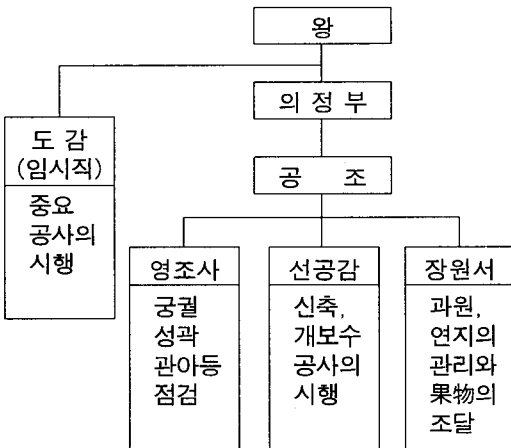 왕
의 정 부
도 감
(임시직)
중요
공사의
시행
공 조
영조사
궁궐
성곽
관아등
점검
선공감
신축,
개보수
공사의
시행
장원서
과원,
연지의
관리와
果物의
조달